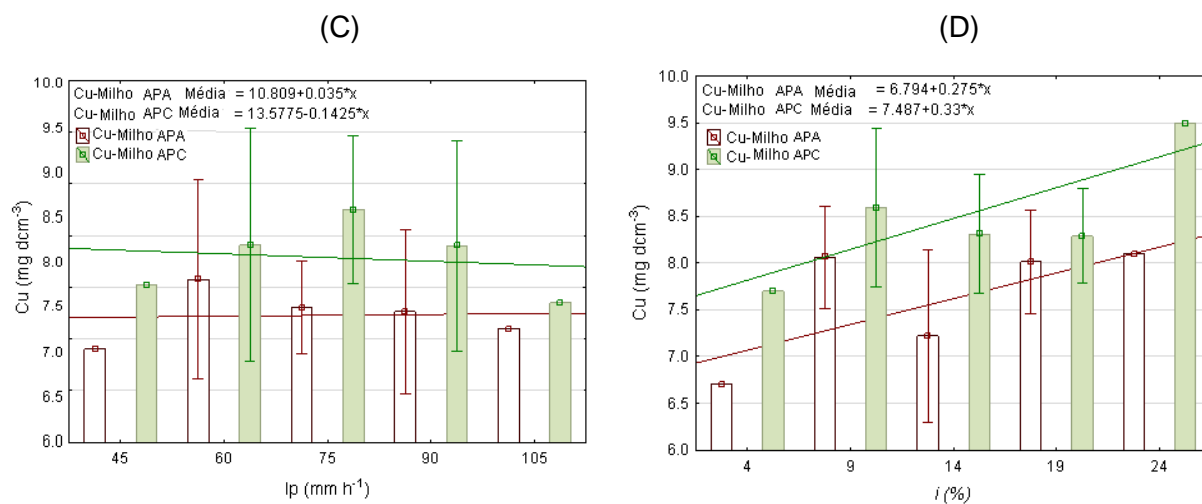 (C)
10.0
9.5
9.0
8.5
8.0
7.5
7.0
6.5
6.0
Cu (mg dcm-3)
Cu-Milho APA Média = 10.809+0.035*x
Cu-Milho APC Média = 13.5775-0.1425*x
Cu-Milho APA
Cu-Milho APC
45 60 75 90 105
Ip (mm h-1)
(D)
10.0
9.5
9.0
8.5
8.0
7.5
7.0
6.5
6.0
Cu (mg dcm-3)
Cu-Milho APA Média = 6.794+0.275*x
Cu-Milho APC Média = 7.487+0.33*x
Cu-Milho APA
Cu- Milho APC
4 9 14 19 24
i (%)